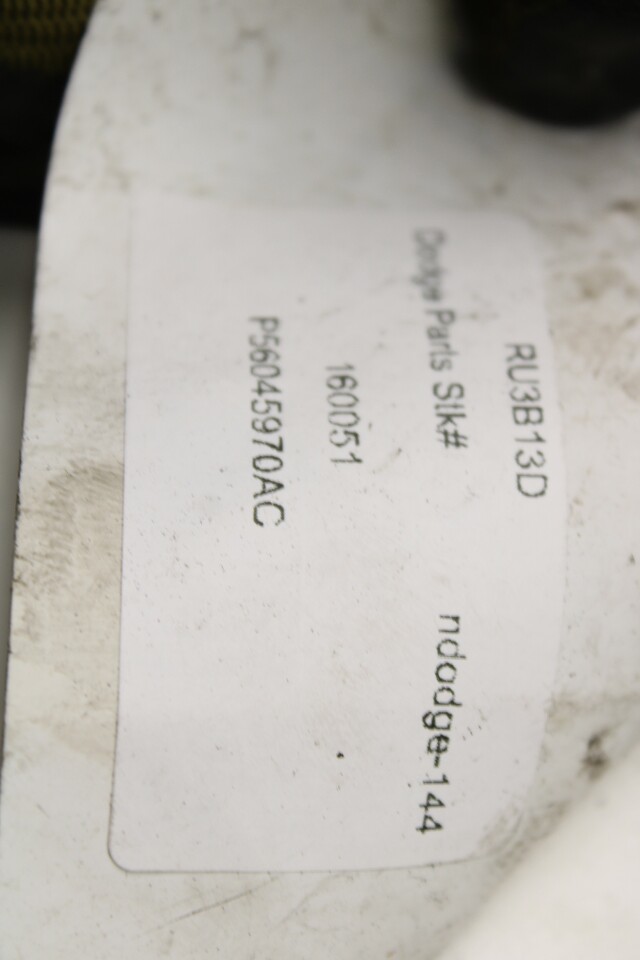 RU3B13D
Dodge Parts Stk# ndodge-144
160051
P56045970AC